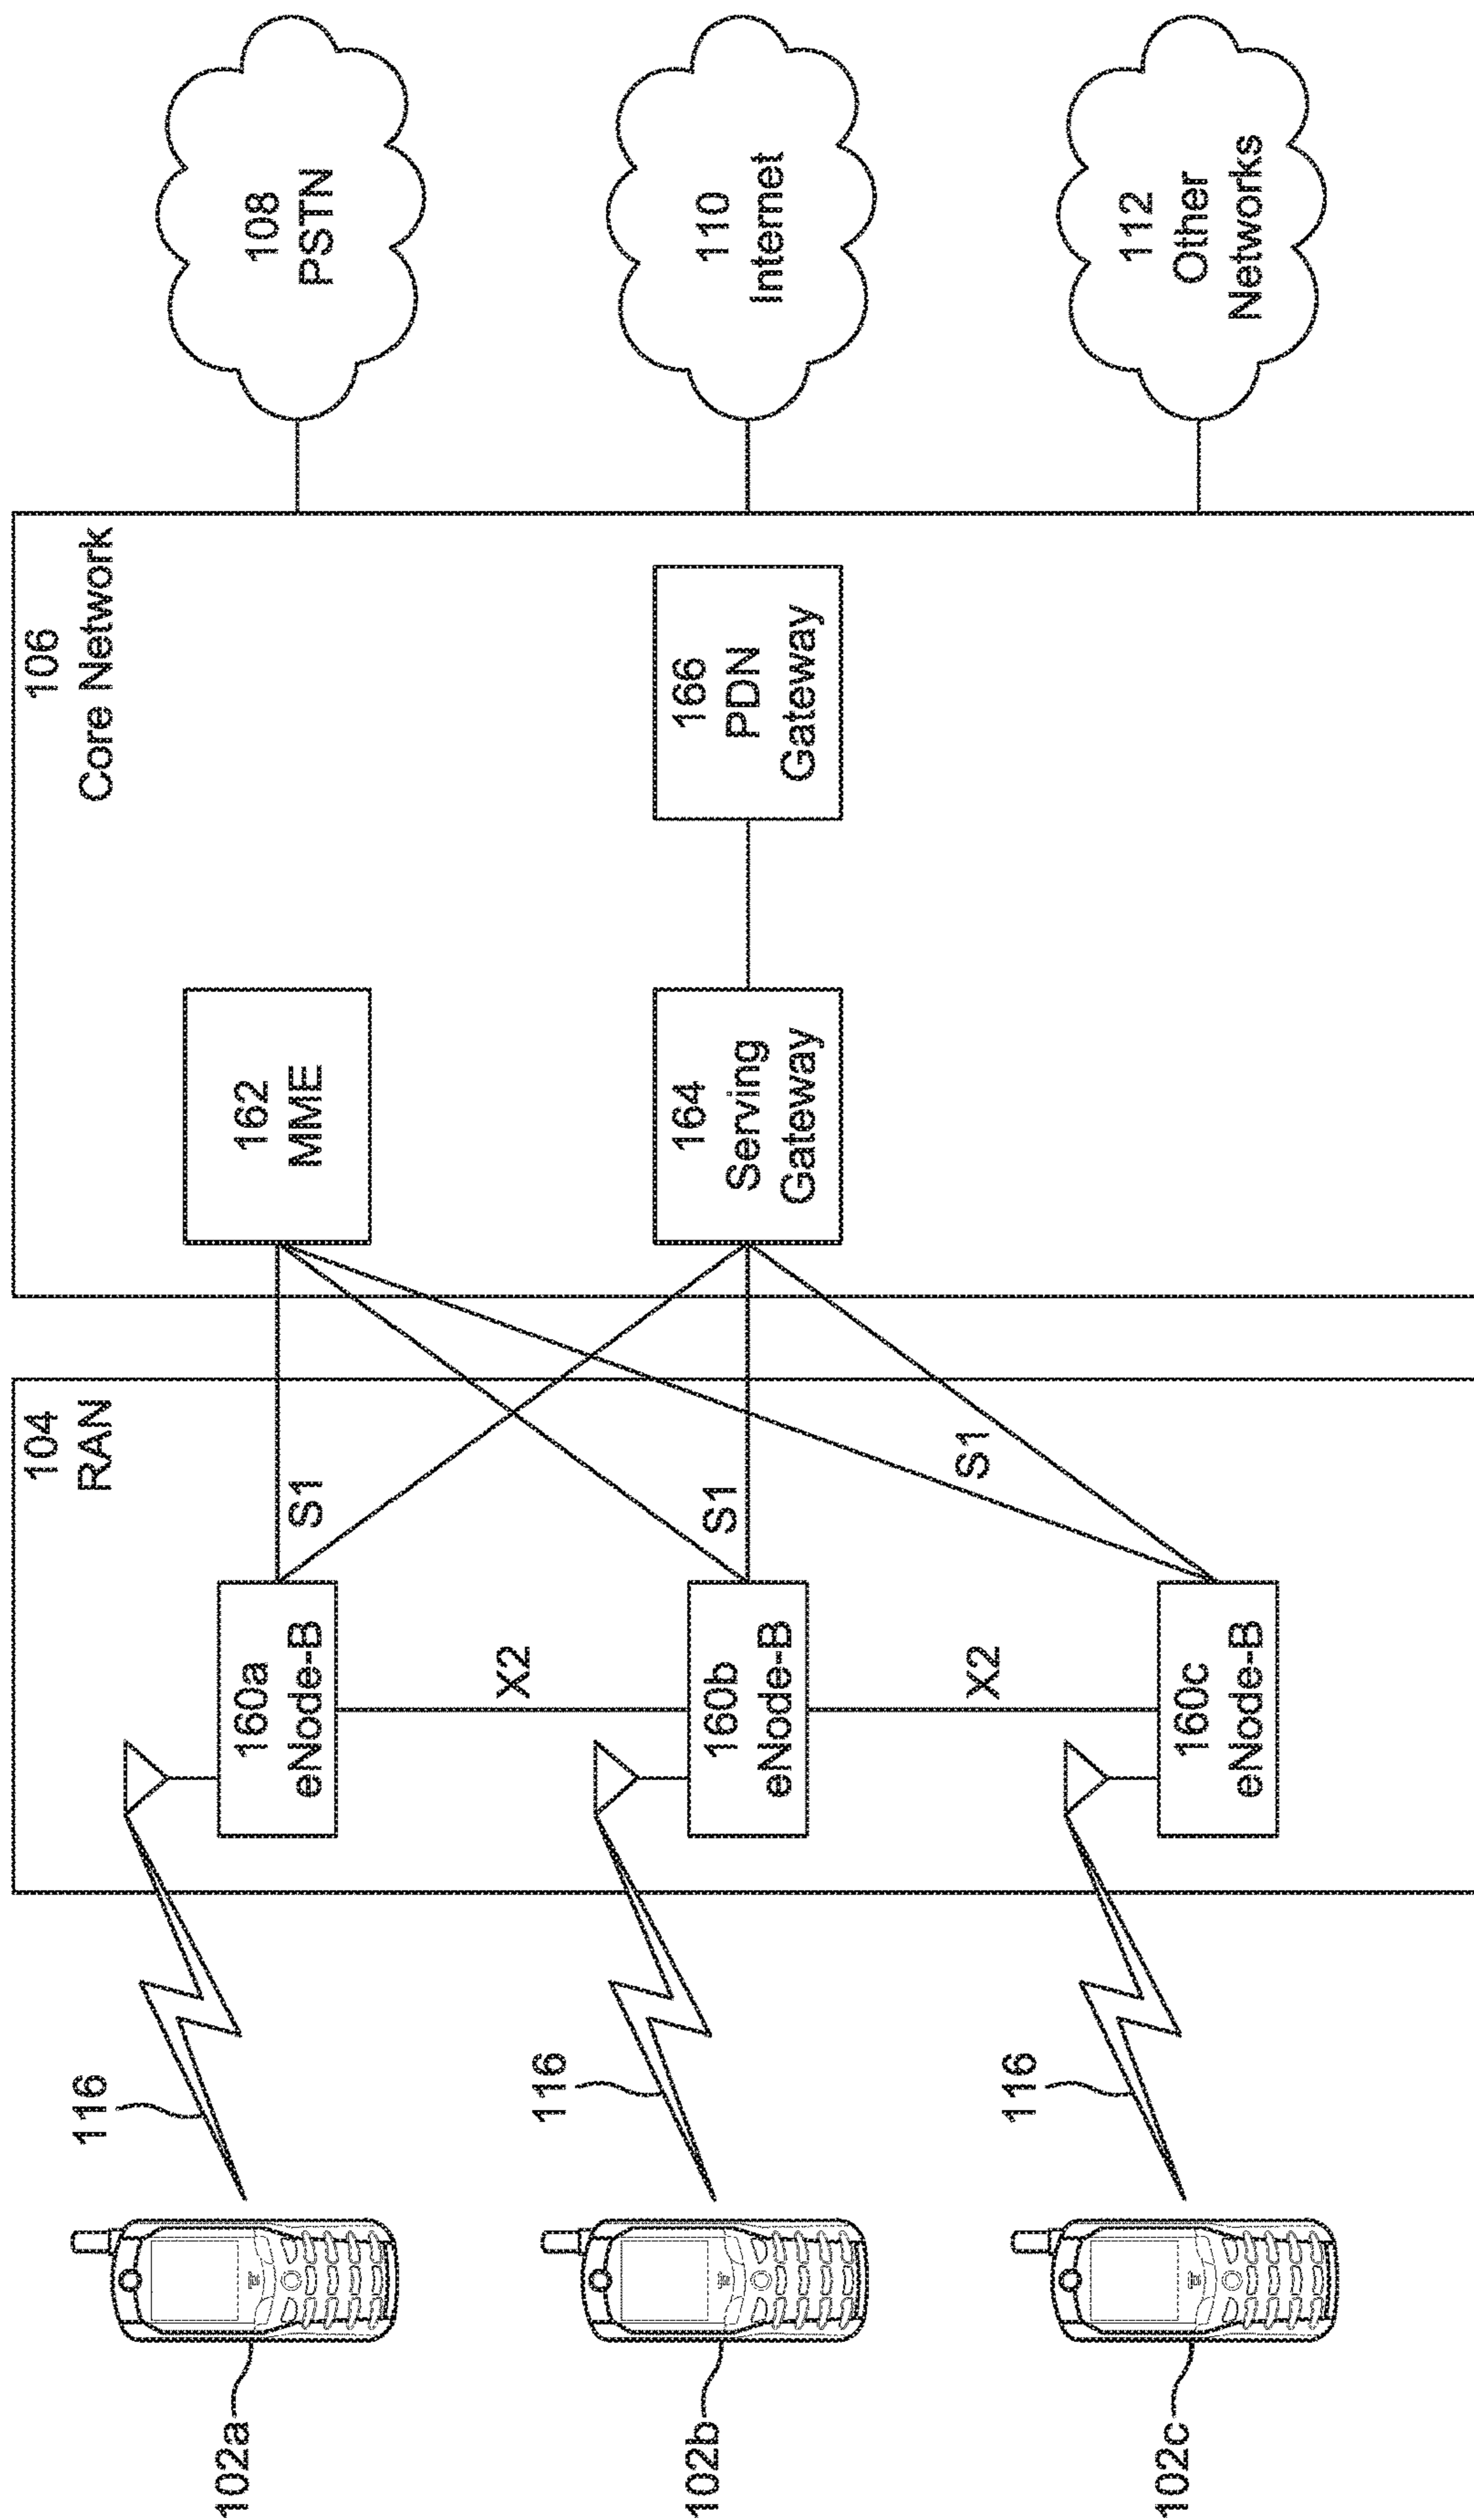 102a
116
160a
eNode-B
S1
X2
102b
116
160b
eNode-B
S1
X2
102c
116
160c
eNode-B
S1
104
RAN
106
Core Network
162
MME
164
Serving
Gateway
166
PDN
Gateway
108
PSTN
110
Internet
112
Other
Networks